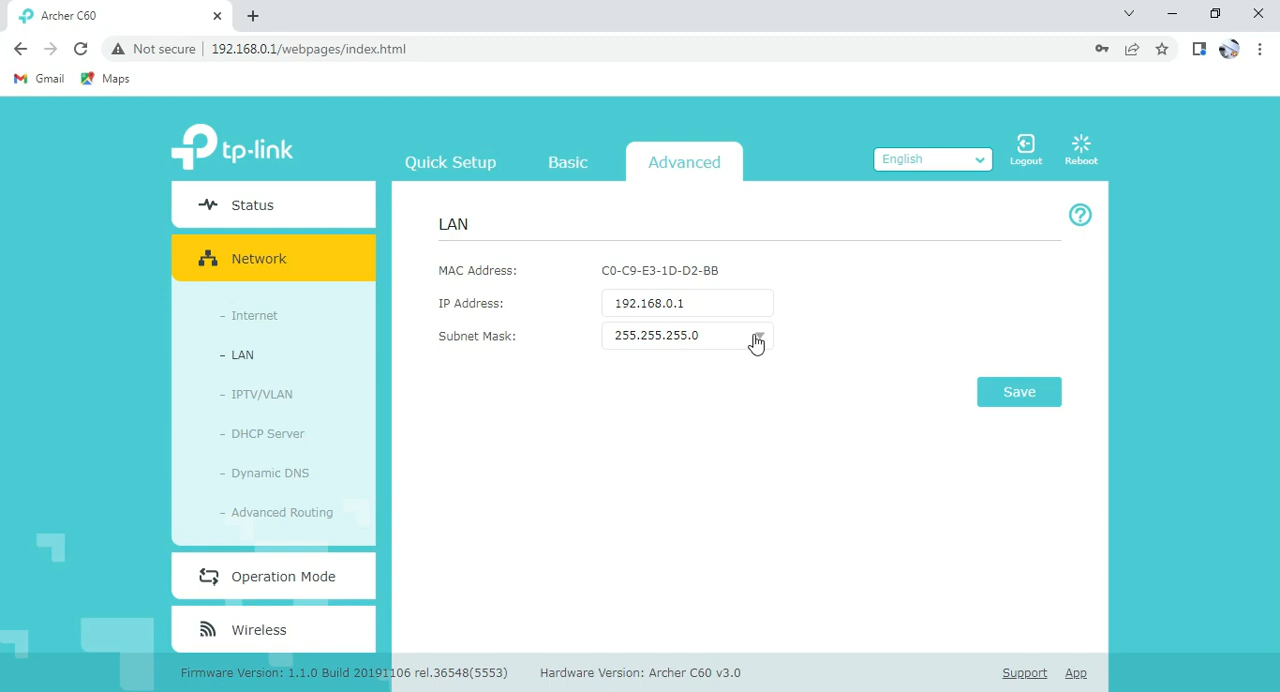 Archer C60
Not secure 192.168.0.1/webpages/index.html
Gmail Maps
tp-link
Quick Setup Basic Advanced
English
Logout Reboot
Status
Network
- Internet
- LAN
- IPTV/VLAN
- DHCP Server
- Dynamic DNS
- Advanced Routing
Operation Mode
Wireless
LAN
MAC Address: C0-C9-E3-1D-D2-BB
IP Address: 192.168.0.1
Subnet Mask: 255.255.255.0
Save
Firmware Version: 1.1.0 Build 20191106 rel.36548(5553) Hardware Version: Archer C60 v3.0 Support App